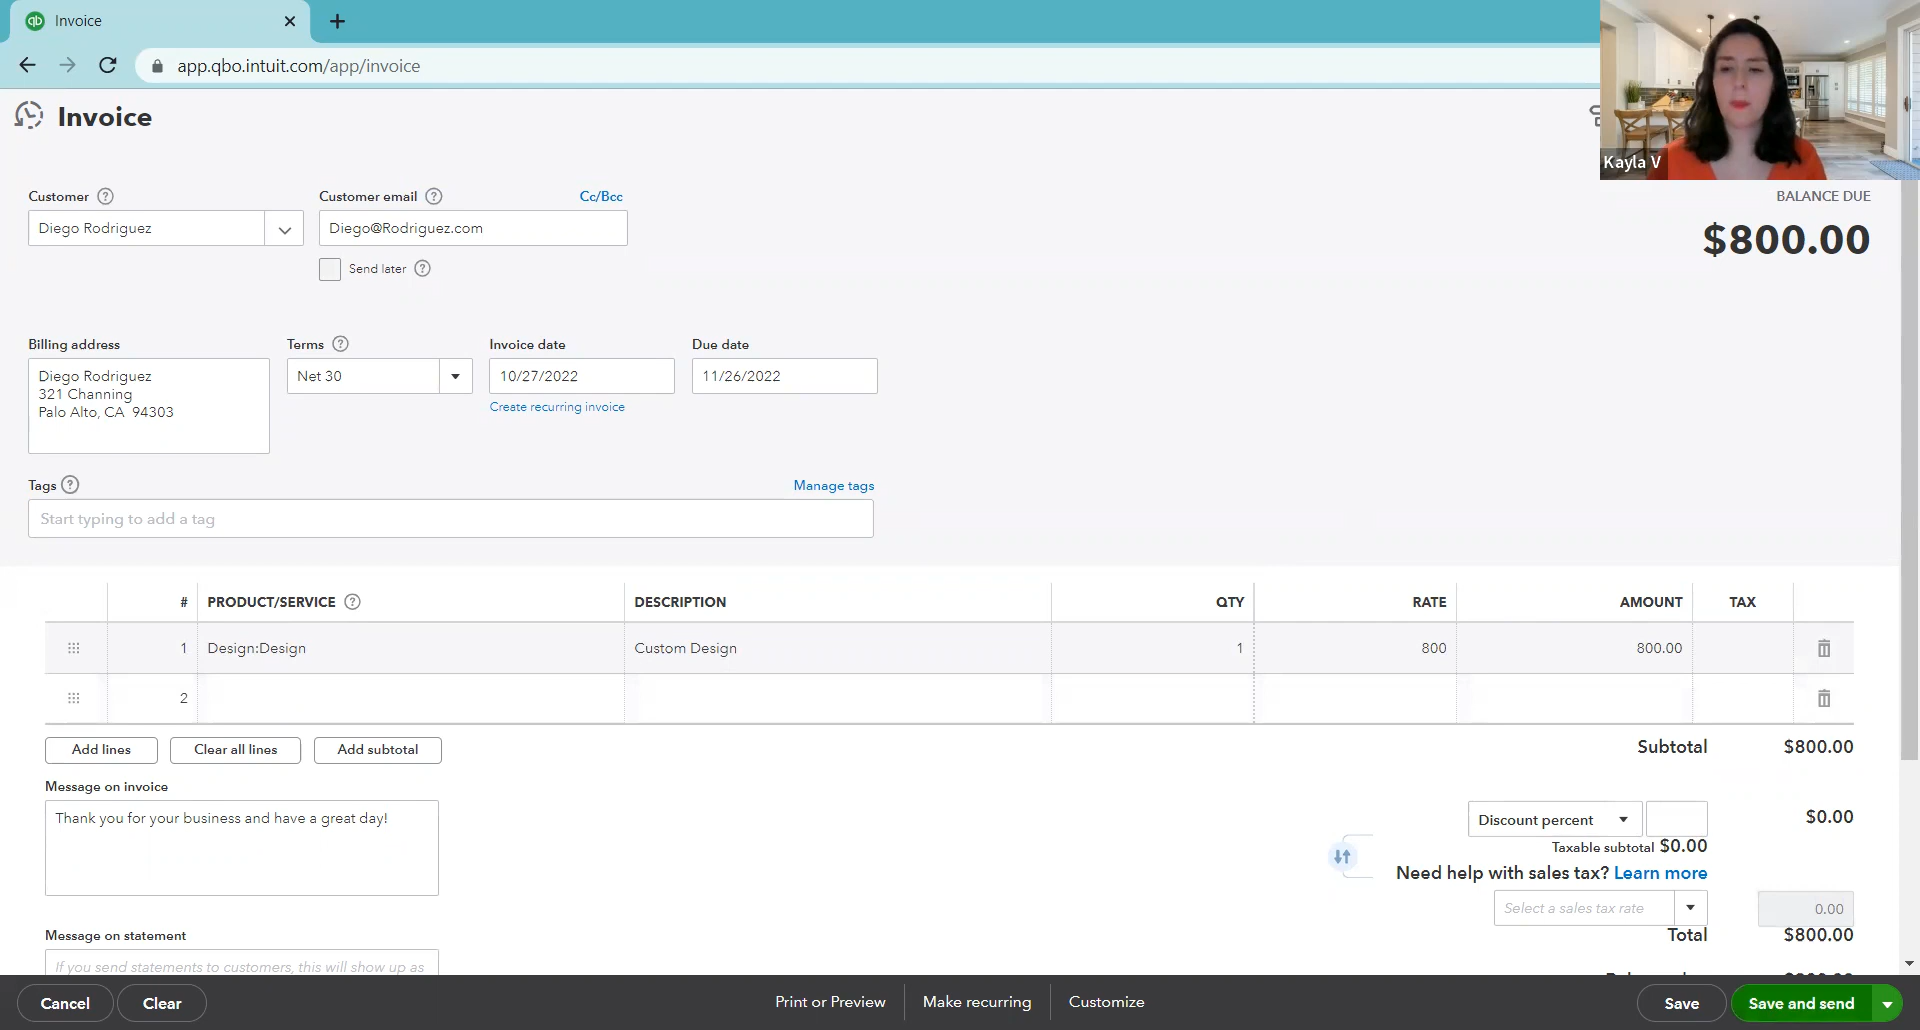 Invoice
app.qbo.intuit.com/app/invoice
Invoice
Kayla V
Customer
Customer email
Cc/Bcc
BALANCE DUE
Diego Rodriguez
Diego@Rodriguez.com
$800.00
Send later
Billing address
Terms
Invoice date
Due date
Diego Rodriguez
321 Channing
Palo Alto, CA 94303
Net 30
10/27/2022
11/26/2022
Create recurring invoice
Tags
Manage tags
Start typing to add a tag
# PRODUCT/SERVICE DESCRIPTION QTY RATE AMOUNT TAX
1 Design:Design Custom Design 1 800 800.00
2
Add lines
Clear all lines
Add subtotal
Subtotal $800.00
Message on invoice
Thank you for your business and have a great day!
Discount percent
$0.00
Taxable subtotal $0.00
Need help with sales tax? Learn more
Select a sales tax rate
0.00
Total $800.00
Message on statement
If you send statements to customers, this will show up as
Cancel
Clear
Print or Preview
Make recurring
Customize
Save
Save and send